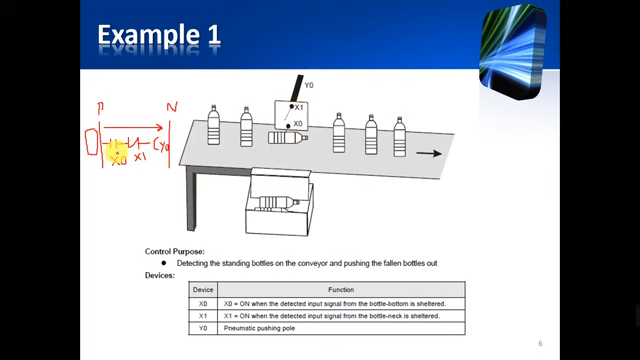 Example 1
Y0
X1
X0
P N
X0 X1 Y0
Control Purpose:
● Detecting the standing bottles on the conveyor and pushing the fallen bottles out
Devices:
Device Function
X0 X0 = ON when the detected input signal from the bottle-bottom is sheltered.
X1 X1 = ON when the detected input signal from the bottle-neck is sheltered.
Y0 Pneumatic pushing pole
6